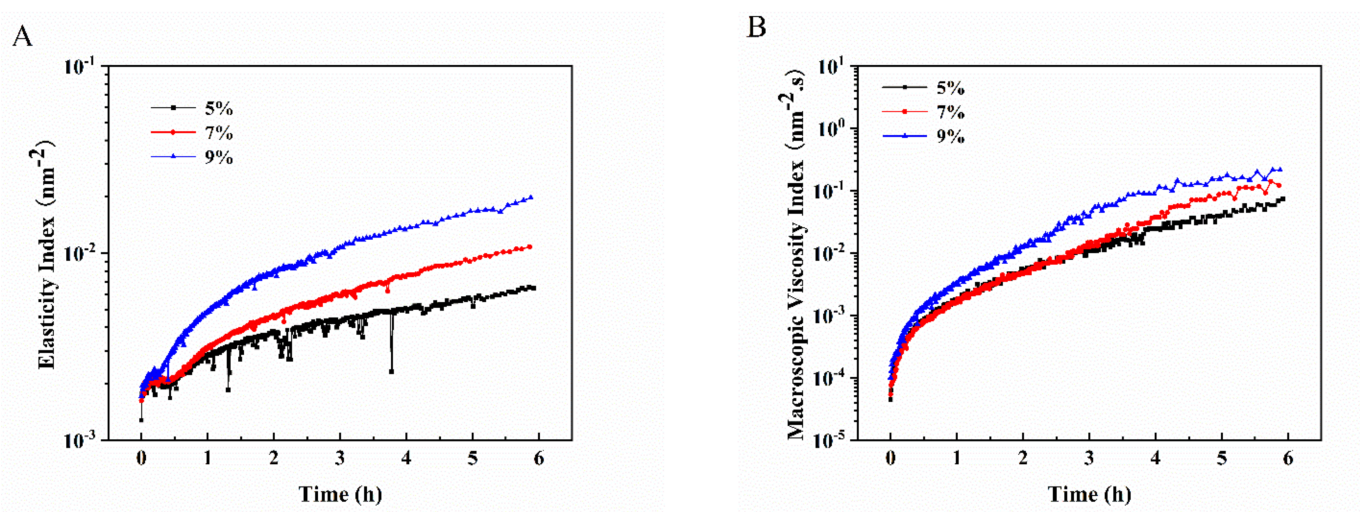 A
Elasticity Index (nm⁻²)
10⁻¹
10⁻²
10⁻³
5%
7%
9%
0 1 2 3 4 5 6
Time (h)
B
Macroscopic Viscosity Index (nm⁻².s)
10¹
10⁰
10⁻¹
10⁻²
10⁻³
10⁻⁴
10⁻⁵
5%
7%
9%
0 1 2 3 4 5 6
Time (h)